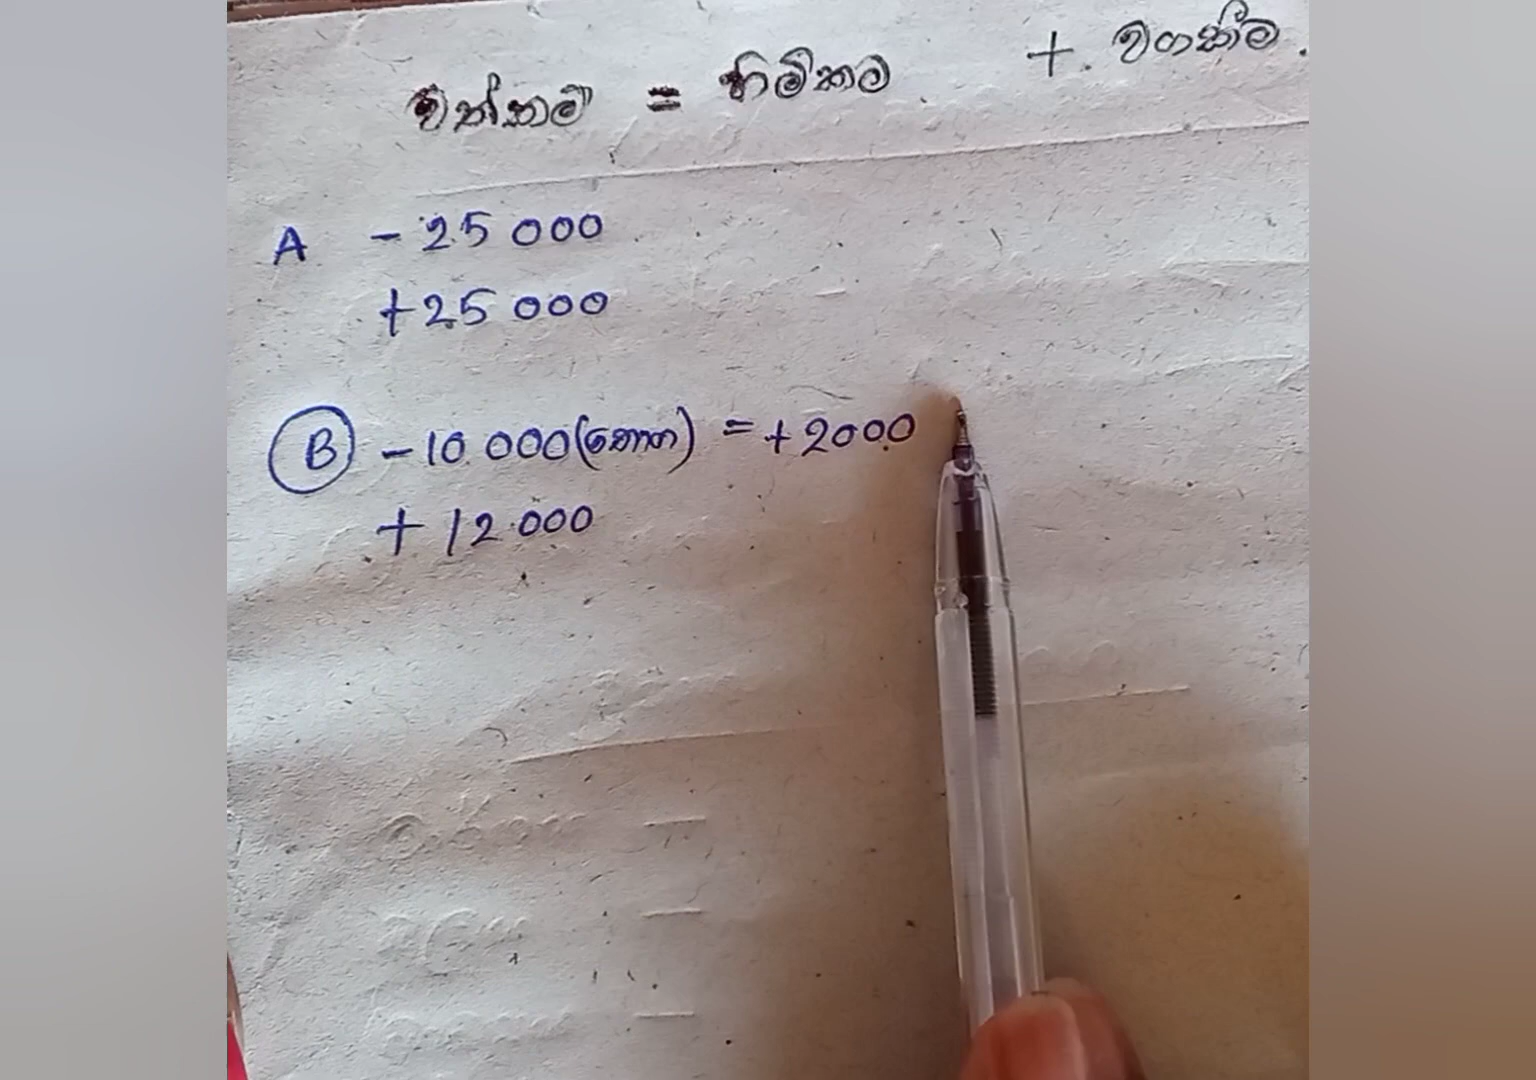 වත්කම් = හිමිකම + වගකීම.
A - 25 000
+25 000
B - 10 000(තොග) = +2000
+ 12 000